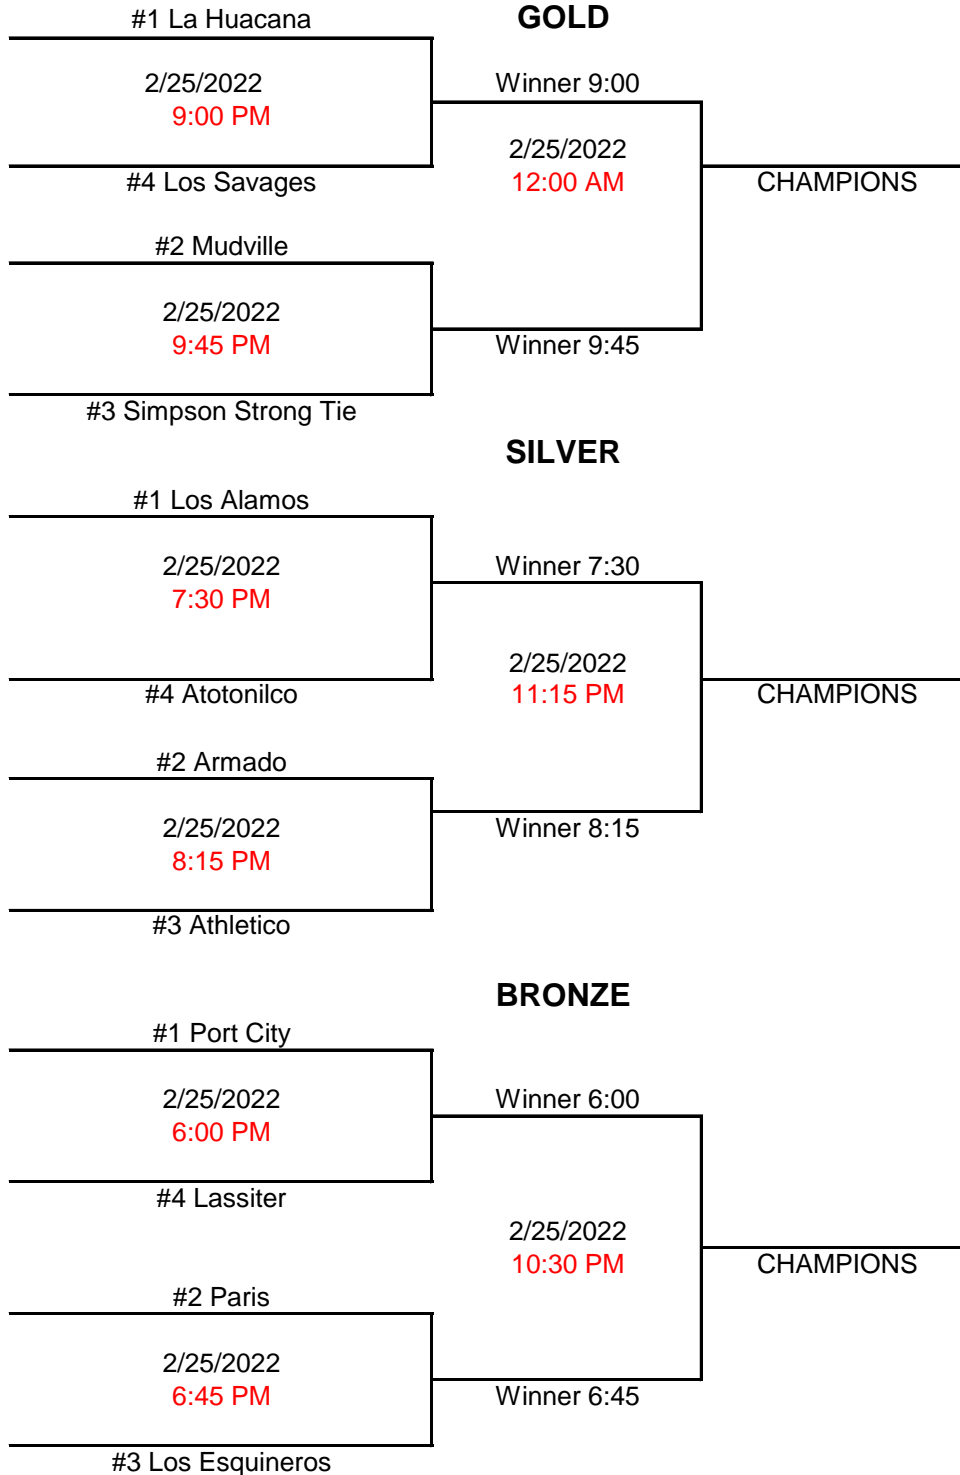 #1 La Huacana
GOLD
2/25/2022
9:00 PM
Winner 9:00
#4 Los Savages
2/25/2022
12:00 AM
CHAMPIONS
#2 Mudville
2/25/2022
9:45 PM
Winner 9:45
#3 Simpson Strong Tie
SILVER
#1 Los Alamos
2/25/2022
7:30 PM
Winner 7:30
#4 Atotonilco
2/25/2022
11:15 PM
CHAMPIONS
#2 Armado
2/25/2022
8:15 PM
Winner 8:15
#3 Athletico
BRONZE
#1 Port City
2/25/2022
6:00 PM
Winner 6:00
#4 Lassiter
2/25/2022
10:30 PM
CHAMPIONS
#2 Paris
2/25/2022
6:45 PM
Winner 6:45
#3 Los Esquineros